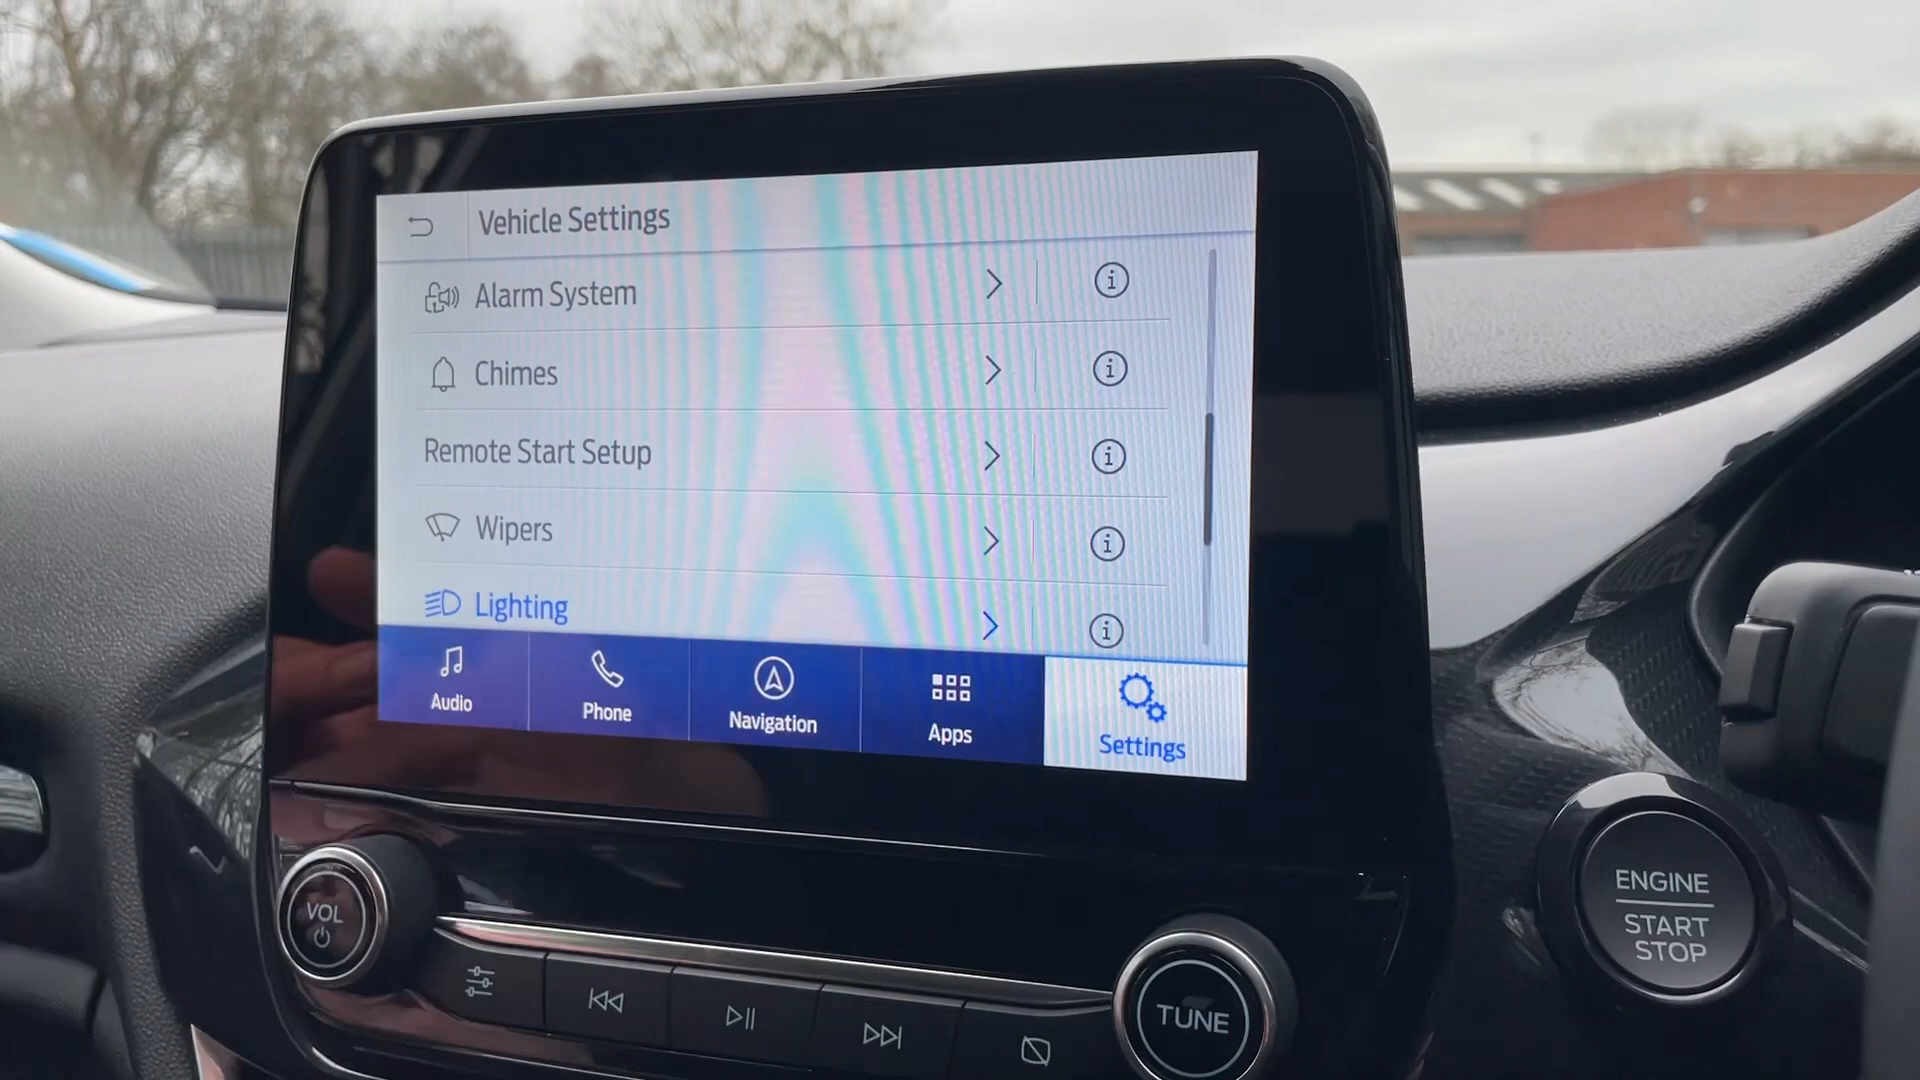 Vehicle Settings
Alarm System
Chimes
Remote Start Setup
Wipers
Lighting
Audio
Phone
Navigation
Apps
Settings
VOL
TUNE
ENGINE
START
STOP